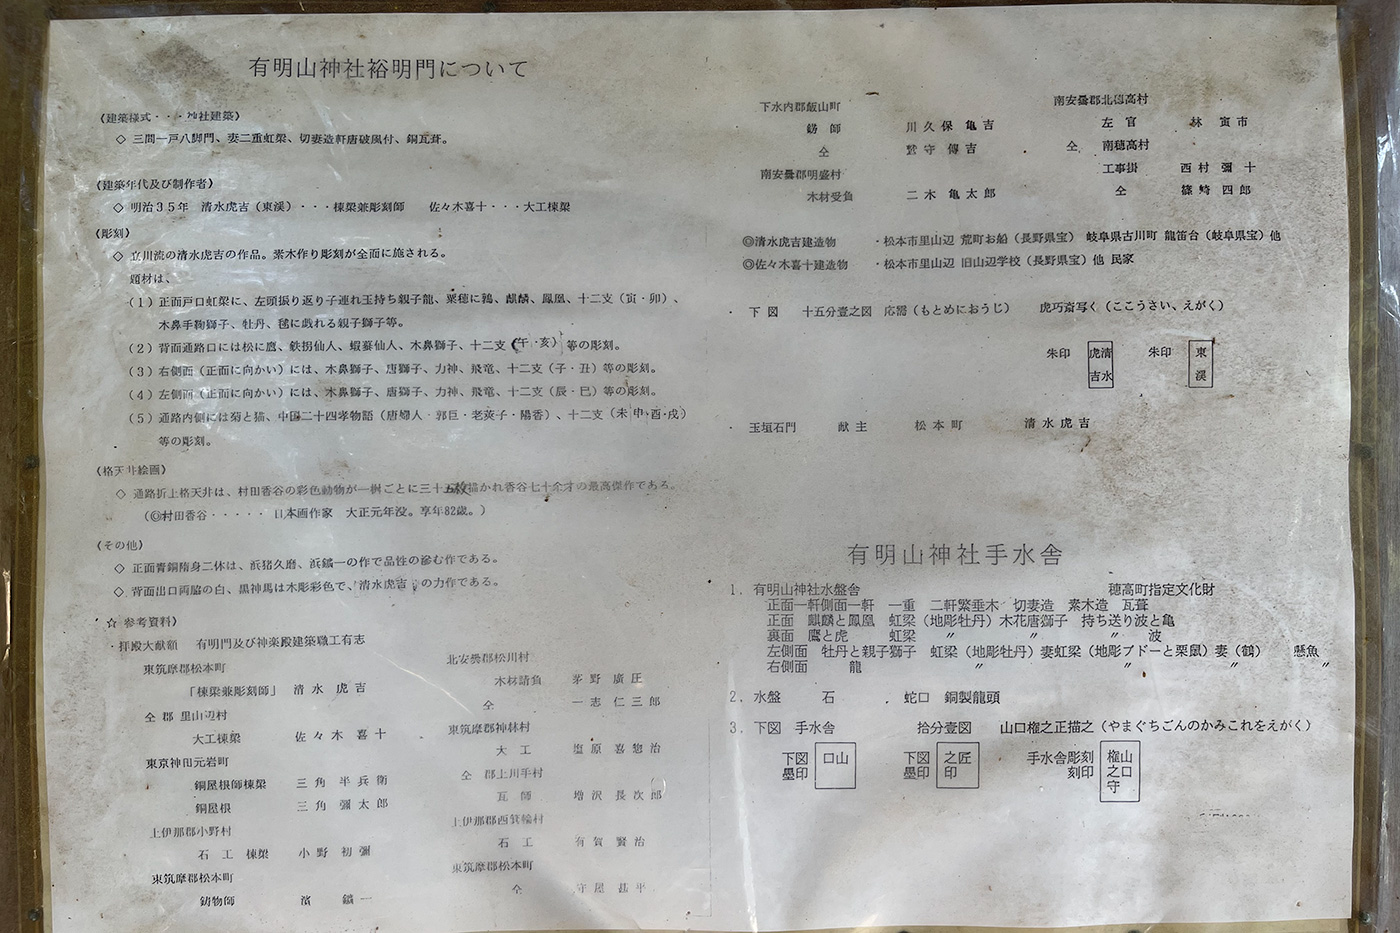 有明山神社裕明門について
《建築様式・・・神社建築》
◇ 三間一戸八脚門、妻二重虹梁、切妻造軒唐破風付、銅瓦葺。
《建築年代及び制作者》
◇ 明治35年 清水虎吉（東渓）・・・棟梁兼彫刻師 佐々木喜十・・・大工棟梁
《彫刻》
◇ 立川流の清水虎吉の作品。素木作り彫刻が全面に施される。
題材は、
（1）正面戸口虹梁に、左頭振り返り子連れ玉持ち親子龍、粟穂に鶉、麒麟、鳳凰、十二支（寅・卯）、
木鼻手鞠獅子、牡丹、毬に戯れる親子獅子等。
（2）背面通路口には松に鷹、鉄拐仙人、蝦蟇仙人、木鼻獅子、十二支（午・亥）等の彫刻。
（3）右側面（正面に向かい）には、木鼻獅子、唐獅子、力神、飛竜、十二支（子・丑）等の彫刻。
（4）左側面（正面に向かい）には、木鼻獅子、唐獅子、力神、飛竜、十二支（辰・巳）等の彫刻。
（5）通路内側には菊と猫、中国二十四孝物語（唐婦人・郭巨・老莢子・陽香）、十二支（未・申・酉・戌）
等の彫刻。
《格天井絵画》
◇ 通路折上格天井は、村田香谷の彩色動物が一桝ごとに三十五枚描かれ香谷七十余才の最高傑作である。
（◎村田香谷・・・・・ 日本画作家 大正元年没。享年82歳。）
《その他》
◇ 正面青銅随身二体は、浜猪久磨、浜鑛一の作で品性の滲む作である。
◇ 背面出口両脇の白、黒神馬は木彫彩色で、清水虎吉の力作である。
☆ 参考資料》
・拝殿大献額 有明門及び神楽殿建築職工有志
東筑摩郡松本町
「棟梁兼彫刻師」 清水 虎吉
仝郡 里山辺村
大工棟梁 佐々木 喜十
東京神田元岩町
銅屋根師棟梁 三角 半兵衛
銅屋根 三角 彌太郎
上伊那郡小野村
石工 棟梁 小野 初彌
東筑摩郡松本町
鋳物師 濱 鑛一
北安曇郡松川村
木材請負 茅野 廣庄
仝 一志 仁三郎
東筑摩郡神林村
大工 塩原 喜惣治
仝 郡上川手村
瓦師 増沢 長次郎
上伊那郡西箕輪村
石工 有賀 賢治
東筑摩郡松本町
仝 守屋 甚平
下水内郡飯山町
錺師 川久保 亀吉
仝 鷲守 傳吉
南安曇郡明盛村
木材受負 二木 亀太郎
南安曇郡北穂高村
左官 林 寅市
仝 南穂高村
工事掛 西村 彌十
仝 篠﨑 四郎
◎清水虎吉建造物 ・松本市里山辺 荒町お船（長野県宝） 岐阜県古川町 龍笛台（岐阜県宝）他
◎佐々木喜十建造物 ・松本市里山辺 旧山辺学校（長野県宝）他 民家
・ 下図 十五分壹之図 応需（もとめにおうじ） 虎巧斎写く（ここうさい、えがく）
朱印 清水虎吉 朱印 東渓
・ 玉垣石門 献主 松本町 清水虎吉
有明山神社手水舎
1．有明山神社水盤舎 穂高町指定文化財
正面一軒側面一軒 一重 二軒繁垂木 切妻造 素木造 瓦葺
正面 麒麟と鳳凰 虹梁（地彫牡丹）木花唐獅子 持ち送り波と亀
裏面 鷹と虎 虹梁 〃 〃 波
左側面 牡丹と親子獅子 虹梁（地彫牡丹）妻虹梁（地彫ブドーと栗鼠）妻（鶴） 懸魚
右側面 龍 〃 〃 〃 〃
2．水盤 石 蛇口 銅製龍頭
3．下図 手水舎 拾分壹図 山口権之正描之（やまぐちごんのかみこれをえがく）
下図墨印 山口 下図墨印 匠之印 手水舎彫刻刻印 山口権之守